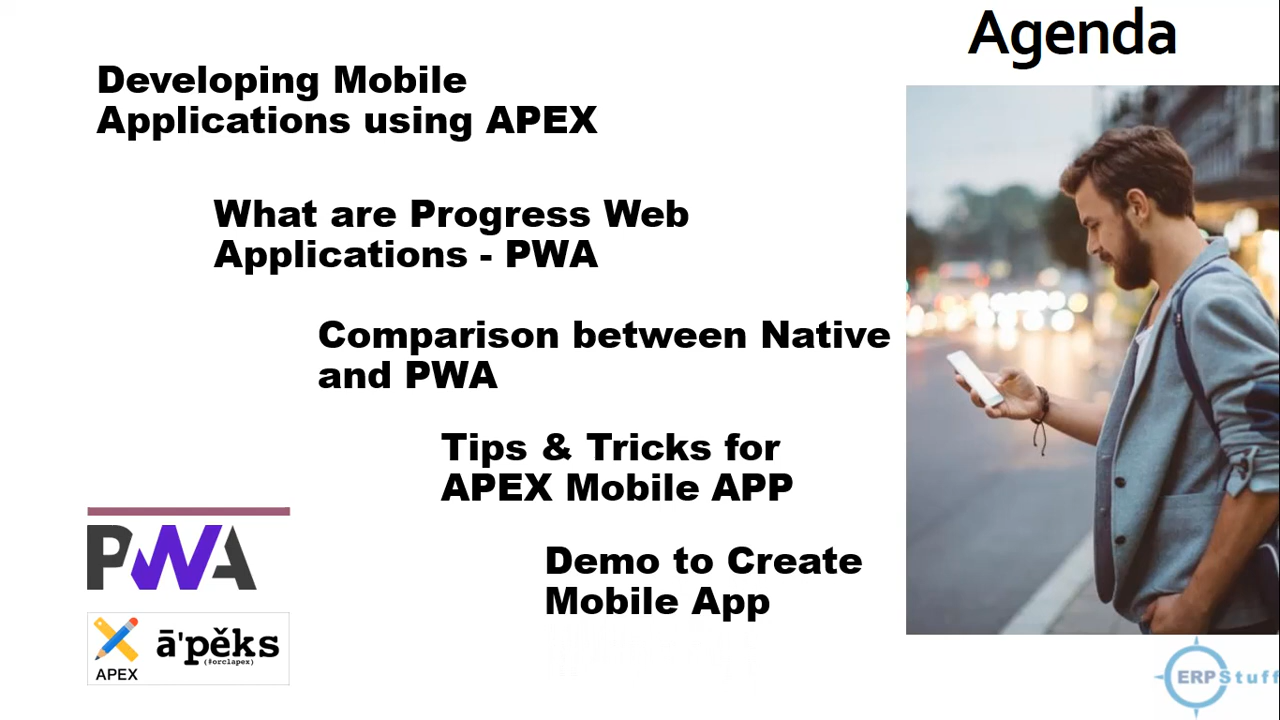 Agenda
Developing Mobile
Applications using APEX
What are Progress Web
Applications - PWA
Comparison between Native
and PWA
Tips & Tricks for
APEX Mobile APP
Demo to Create
Mobile App
PWA
APEX
ā'pěks
(#orclapex)
ERPStuff